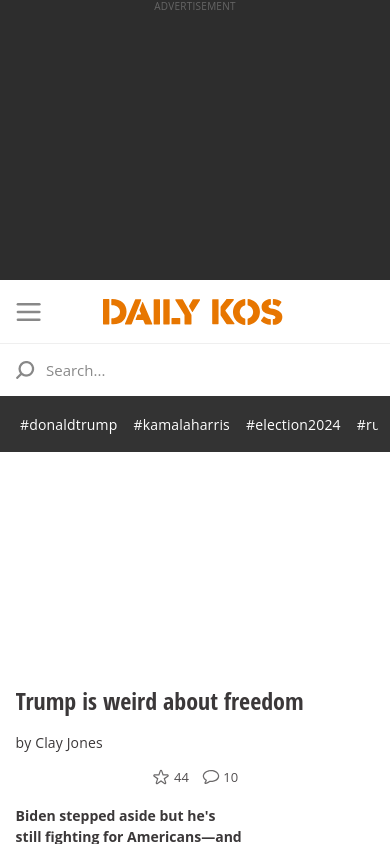 ADVERTISEMENT
DAILY KOS
Search...
#donaldtrump #kamalaharris #election2024
Trump is weird about freedom
by Clay Jones
44 10
Biden stepped aside but he's
still fighting for Americans—and